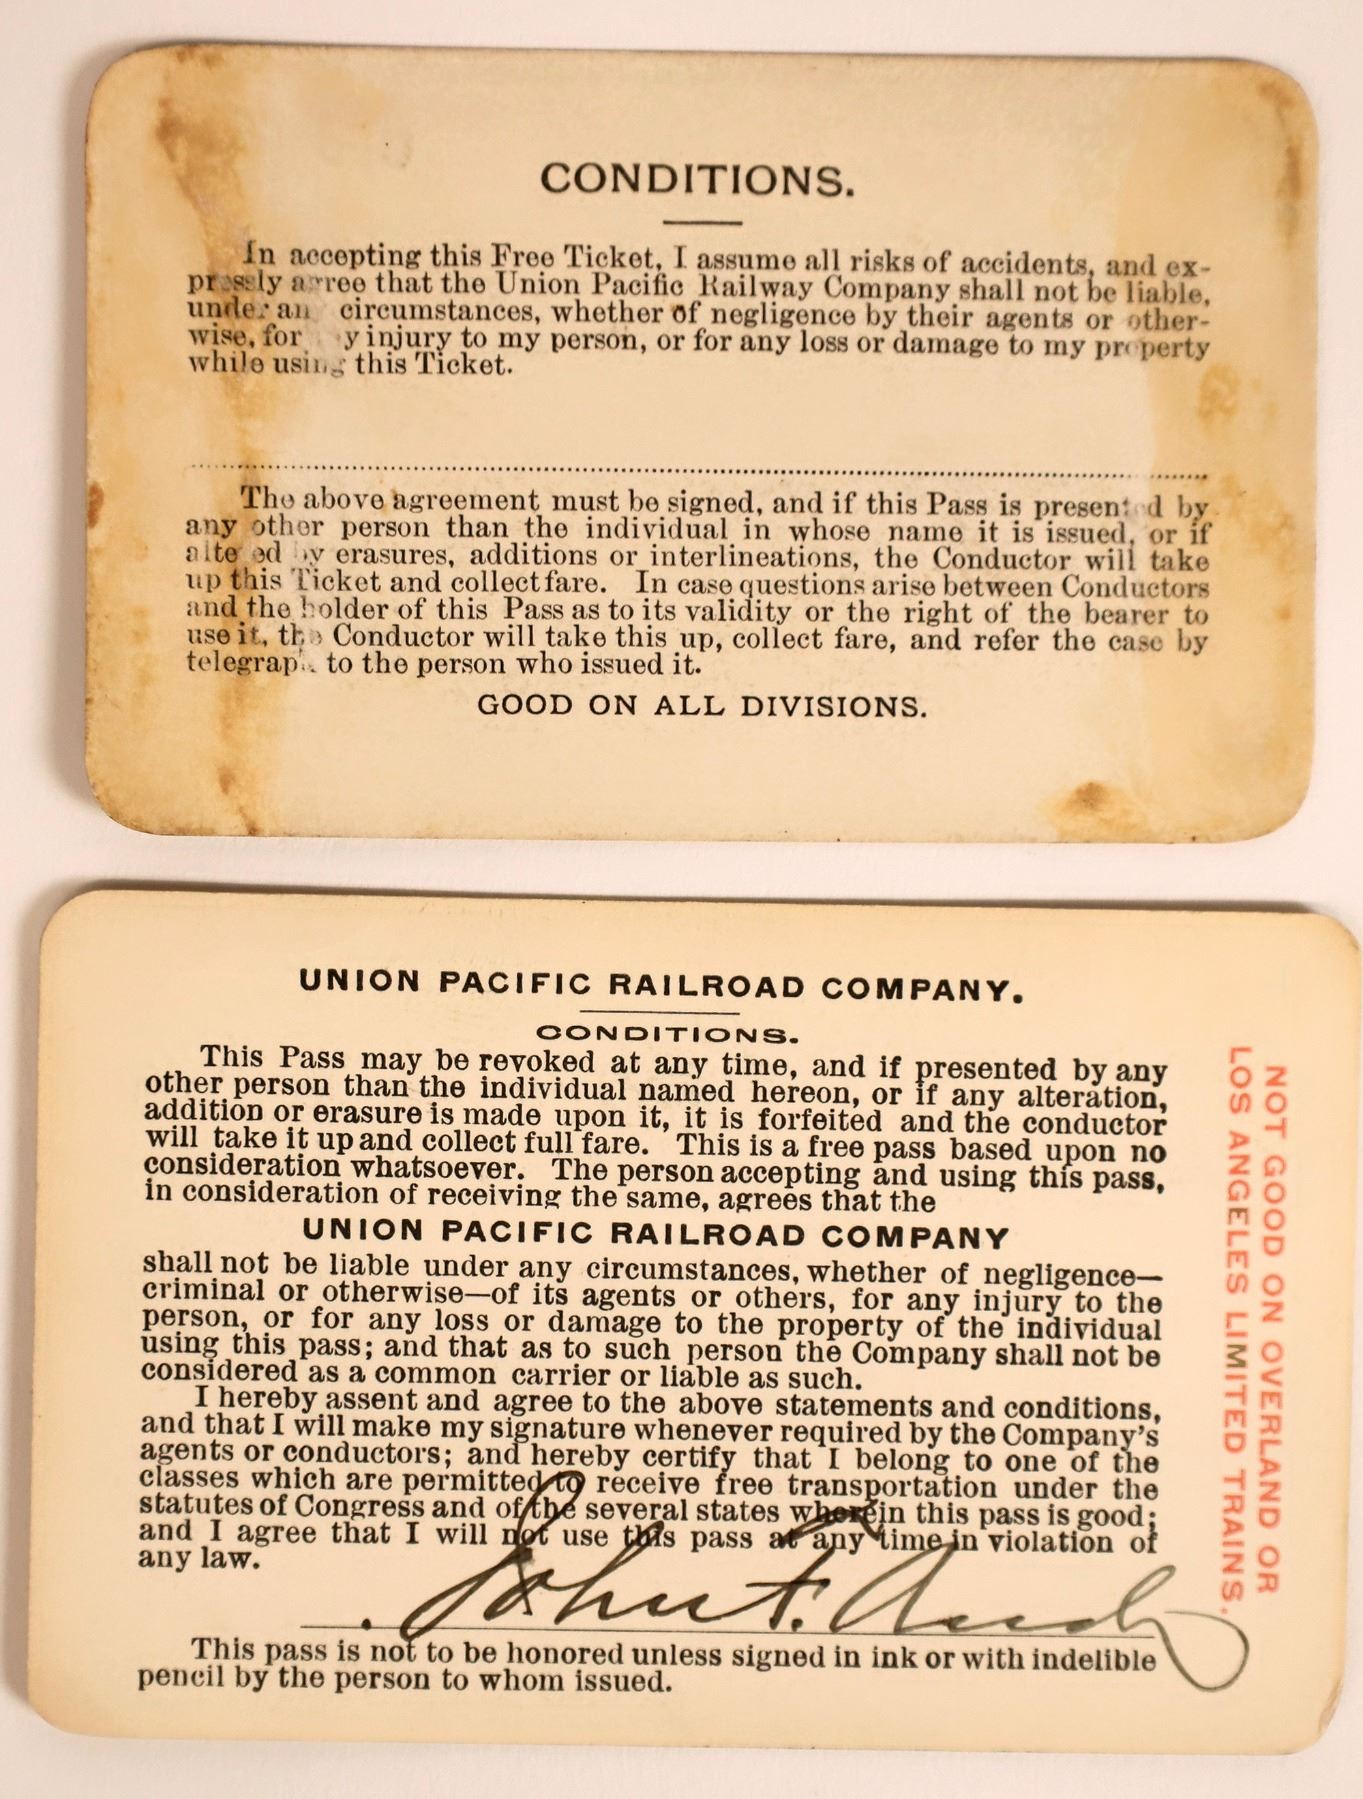 CONDITIONS.
In accepting this Free Ticket, I assume all risks of accidents, and ex-
pressly agree that the Union Pacific Railway Company shall not be liable,
under an circumstances, whether of negligence by their agents or other-
wise, for y injury to my person, or for any loss or damage to my property
while using this Ticket.
The above agreement must be signed, and if this Pass is presented by
any other person than the individual in whose name it is issued, or if
altered by erasures, additions or interlineations, the Conductor will take
up this Ticket and collect fare. In case questions arise between Conductors
and the holder of this Pass as to its validity or the right of the bearer to
use it, the Conductor will take this up, collect fare, and refer the case by
telegraph to the person who issued it.
GOOD ON ALL DIVISIONS.
UNION PACIFIC RAILROAD COMPANY.
CONDITIONS.
This Pass may be revoked at any time, and if presented by any
other person than the individual named hereon, or if any alteration,
addition or erasure is made upon it, it is forfeited and the conductor
will take it up and collect full fare. This is a free pass based upon no
consideration whatsoever. The person accepting and using this pass,
in consideration of receiving the same, agrees that the
UNION PACIFIC RAILROAD COMPANY
shall not be liable under any circumstances, whether of negligence—
criminal or otherwise—of its agents or others, for any injury to the
person, or for any loss or damage to the property of the individual
using this pass; and that as to such person the Company shall not be
considered as a common carrier or liable as such.
I hereby assent and agree to the above statements and conditions,
and that I will make my signature whenever required by the Company's
agents or conductors; and hereby certify that I belong to one of the
classes which are permitted to receive free transportation under the
statutes of Congress and of the several states wherein this pass is good;
and I agree that I will not use this pass at any time in violation of
any law.
John F.
This pass is not to be honored unless signed in ink or with indelible
pencil by the person to whom issued.
NOT GOOD ON OVERLAND OR
LOS ANGELES LIMITED TRAINS.